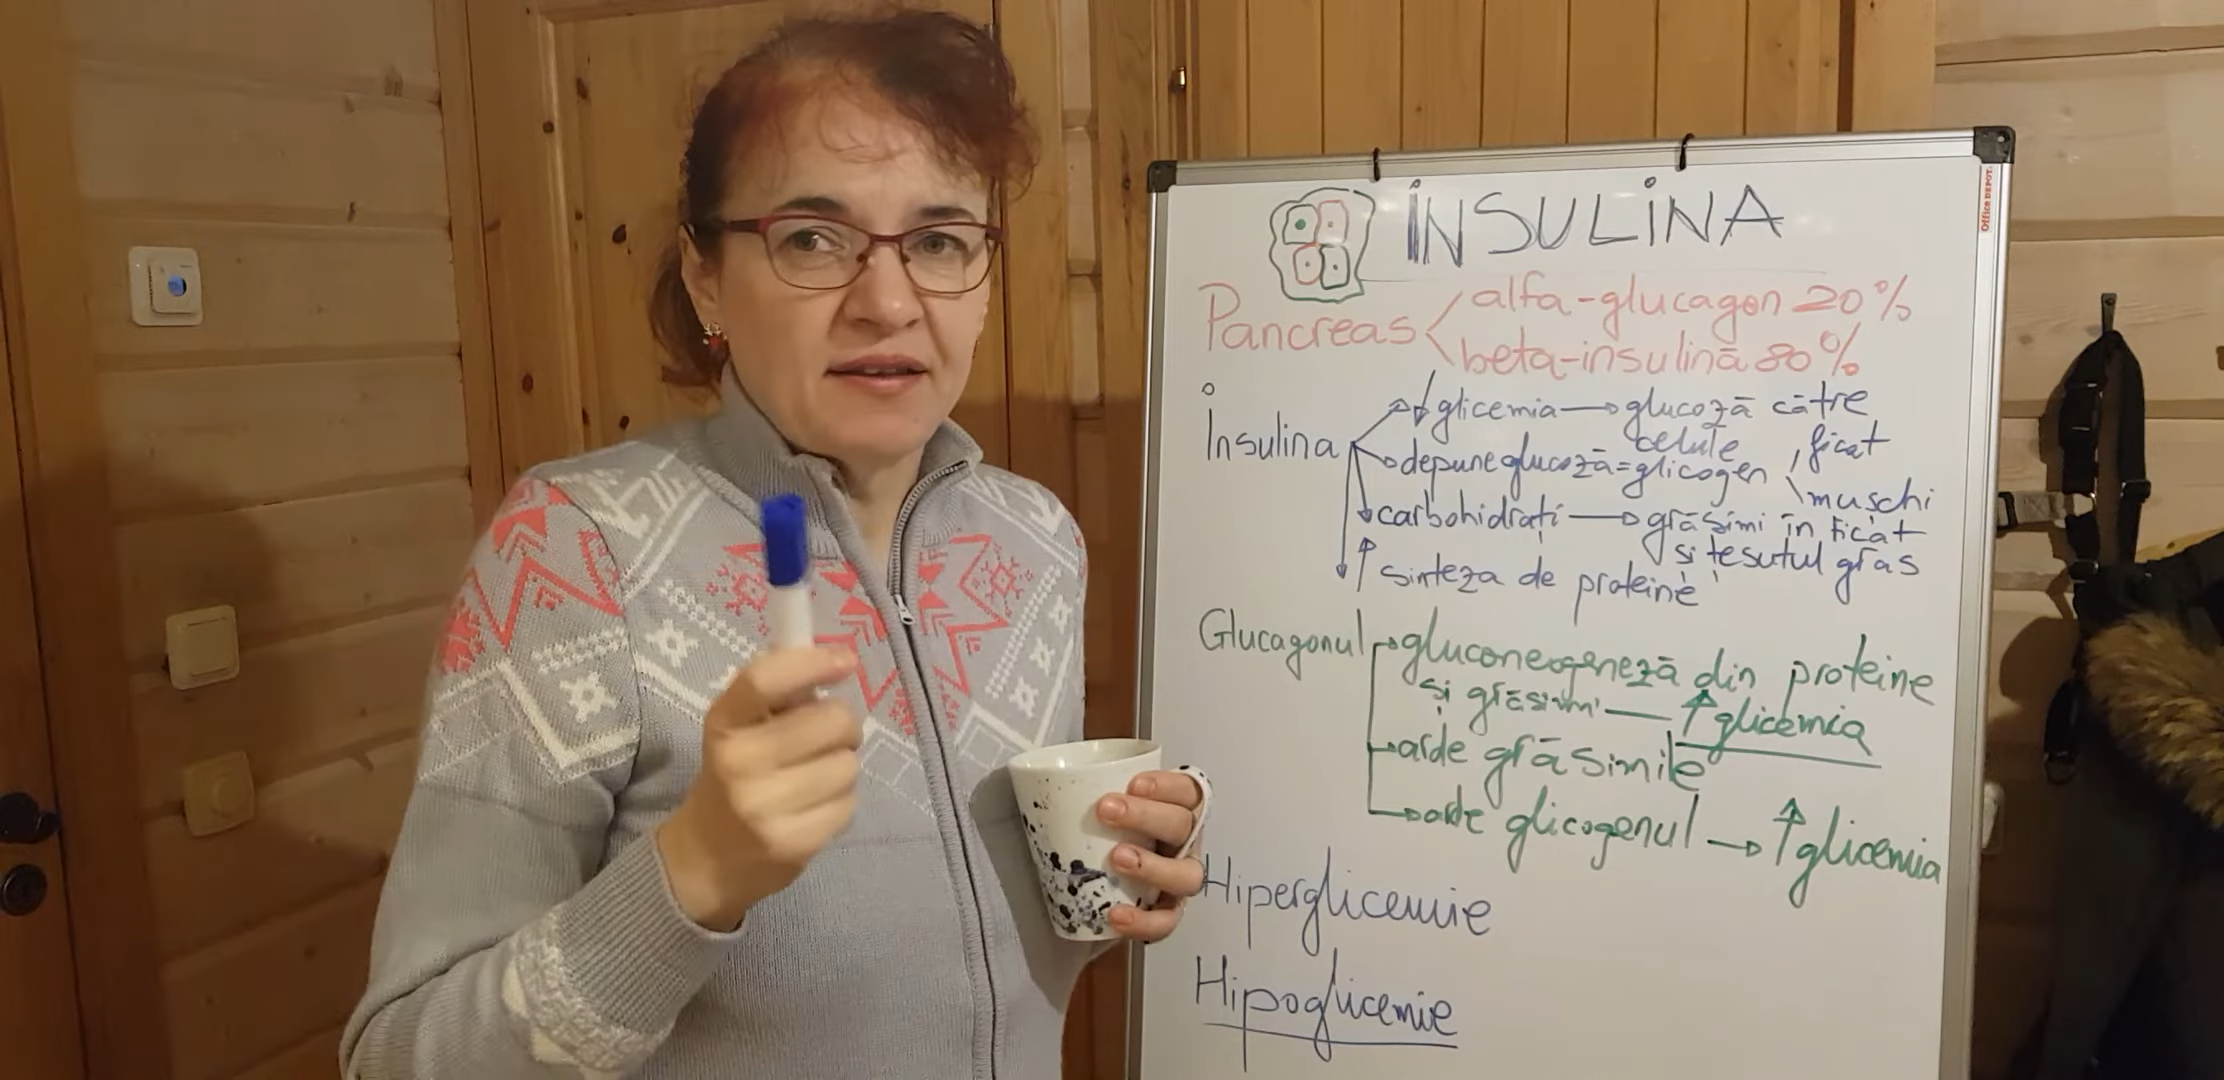 INSULINA
Pancreas
alfa-glucagon 20%
beta-insulină 80%
Insulina
↓glicemia → glucoză către
celule
depune glucoză = glicogen
ficat
muschi
carbohidrați → grăsimi în ficat
și țesutul gras
↑ sinteza de proteine
Glucagonul → gluconeogeneză din proteine
și grăsimi — ↑glicemia
arde grăsimile
arde glicogenul → ↑glicemia
Hiperglicemie
Hipoglicemie
Office DEPOT